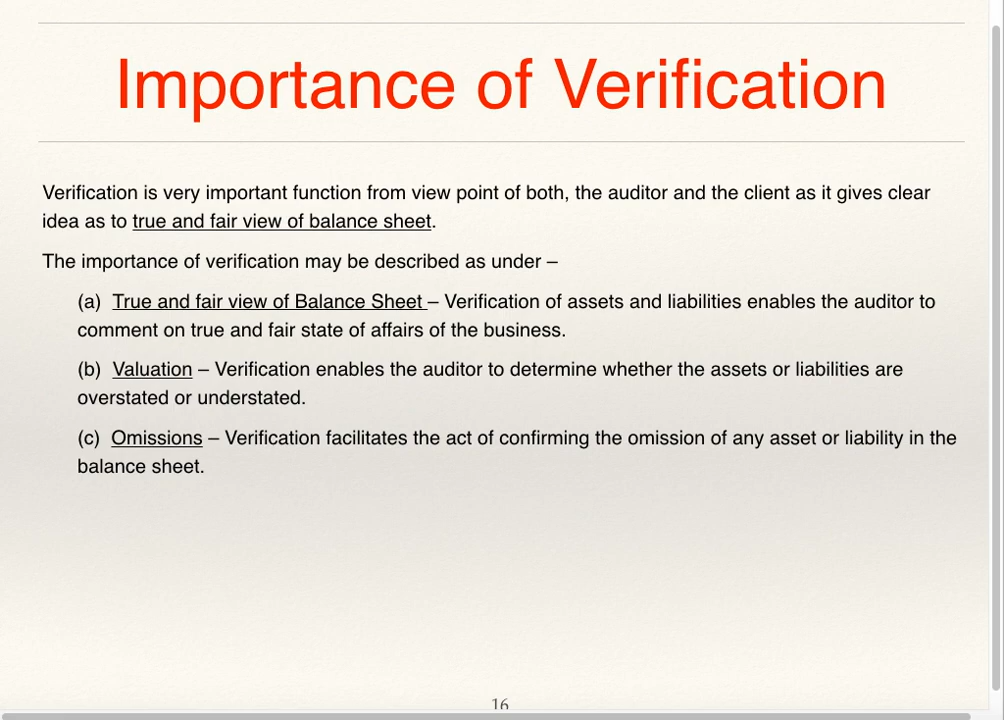 Importance of Verification
Verification is very important function from view point of both, the auditor and the client as it gives clear
idea as to true and fair view of balance sheet.
The importance of verification may be described as under –
(a) True and fair view of Balance Sheet – Verification of assets and liabilities enables the auditor to
comment on true and fair state of affairs of the business.
(b) Valuation – Verification enables the auditor to determine whether the assets or liabilities are
overstated or understated.
(c) Omissions – Verification facilitates the act of confirming the omission of any asset or liability in the
balance sheet.
16